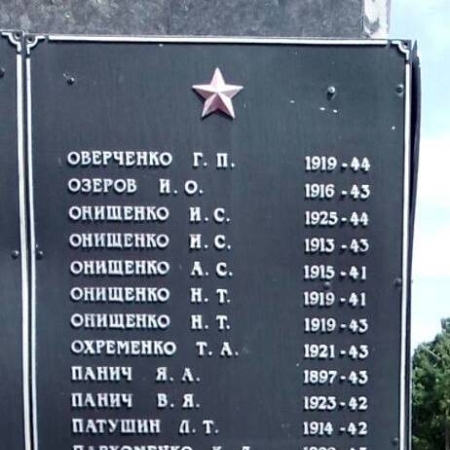 ОВЕРЧЕНКО Г. П. 1919-44
ОЗЕРОВ И. О. 1916-43
ОНИЩЕНКО И. С. 1925-44
ОНИЩЕНКО И. С. 1913-43
ОНИЩЕНКО А. С. 1915-41
ОНИЩЕНКО Н. Т. 1919-41
ОНИЩЕНКО Н. Т. 1919-43
ОХРЕМЕНКО Т. А. 1921-43
ПАНИЧ Я. А. 1897-43
ПАНИЧ В. Я. 1923-42
ПАТУШИН Л. Т. 1914-42
ПАРХОМЕНКО